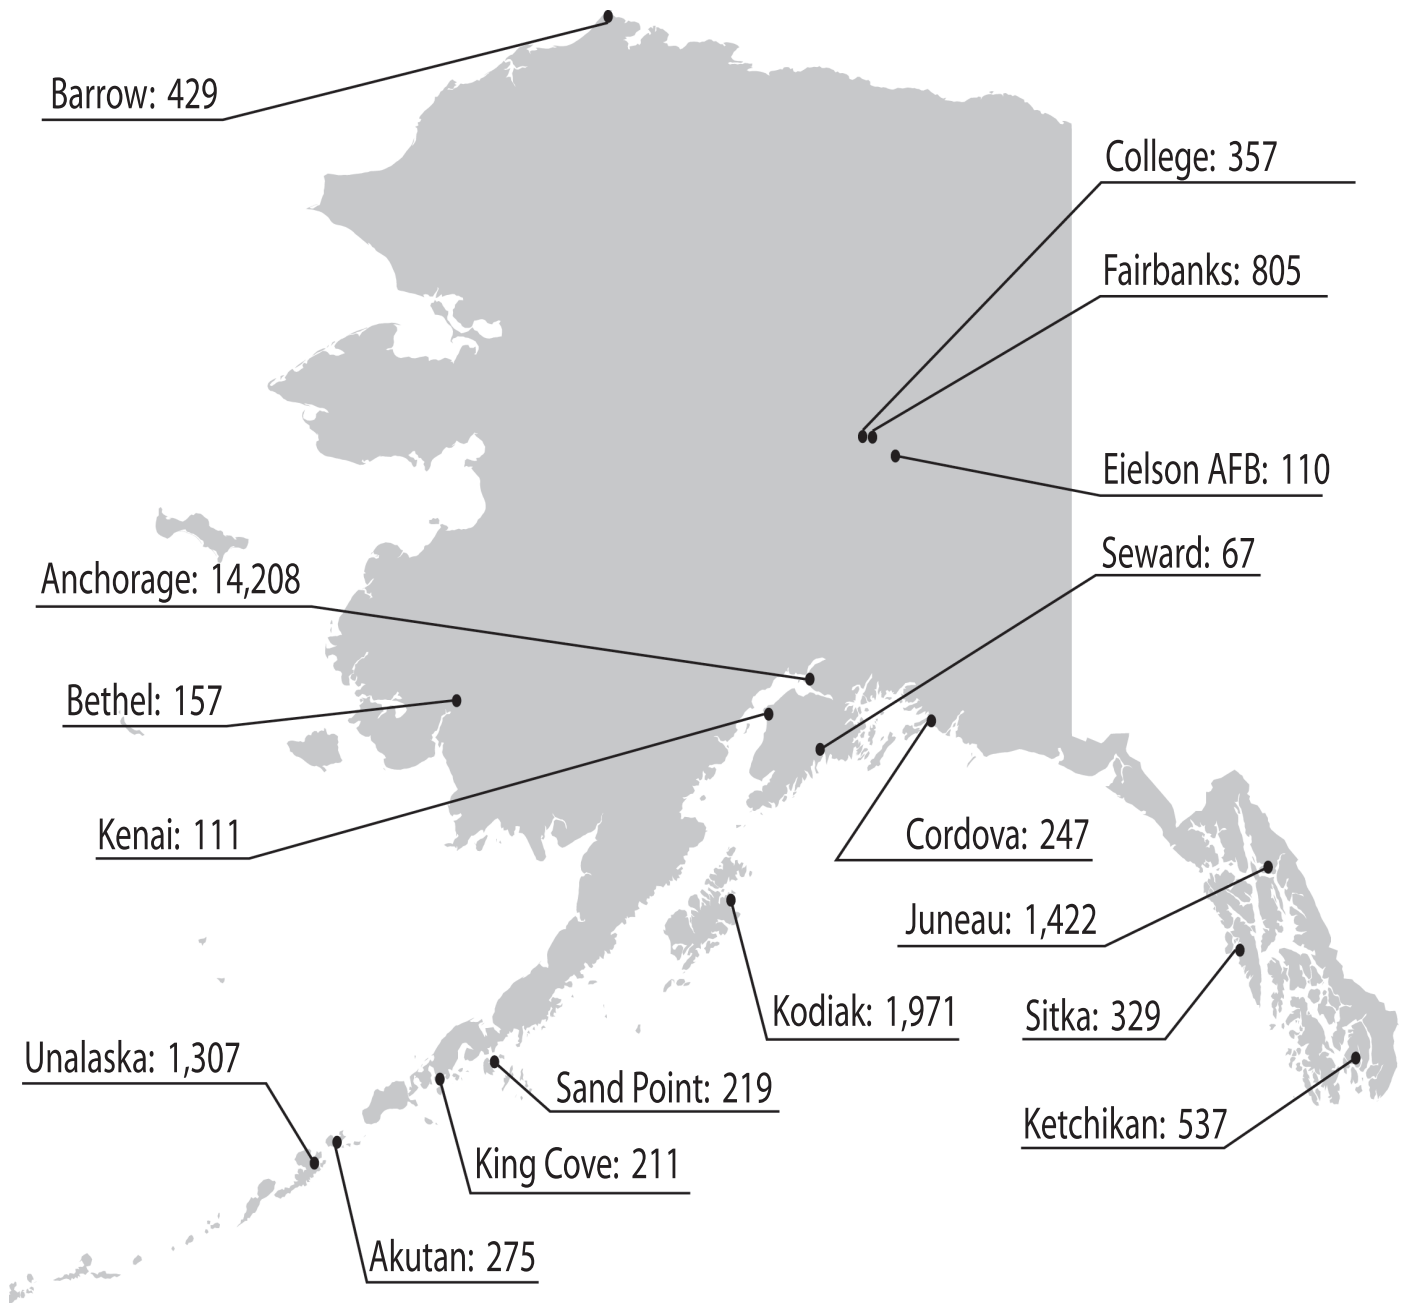 Barrow: 429
College: 357
Fairbanks: 805
Eielson AFB: 110
Seward: 67
Anchorage: 14,208
Bethel: 157
Kenai: 111
Cordova: 247
Juneau: 1,422
Kodiak: 1,971
Sitka: 329
Unalaska: 1,307
Sand Point: 219
Ketchikan: 537
King Cove: 211
Akutan: 275